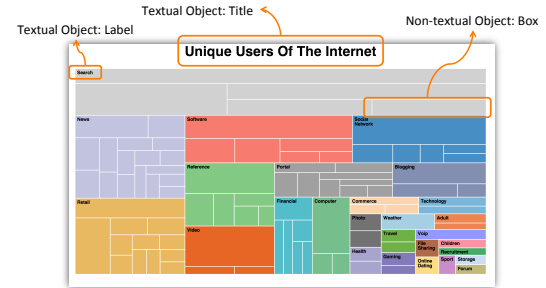 Textual Object: Title
Textual Object: Label
Non-textual Object: Box
Unique Users Of The Internet
Search
News
Software
Social
Network
Reference
Portal
Blogging
Retail
Financial
Computer
Commerce
Technology
Photo
Weather
Adult
Video
Travel
Voip
File
Sharing
Children
Recruitment
Health
Gaming
Online
Dating
Sport
Storage
Forum